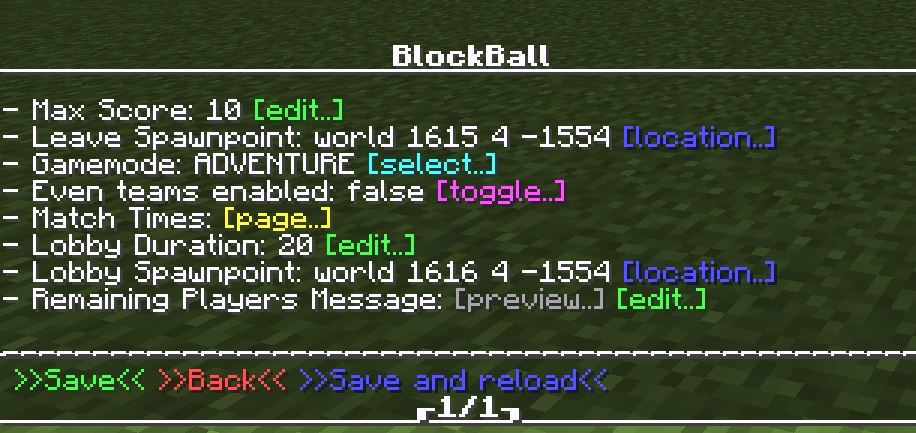 BlockBall
- Max Score: 10 [edit..]
- Leave Spawnpoint: world 1615 4 -1554 [location..]
- Gamemode: ADVENTURE [select..]
- Even teams enabled: false [toggle..]
- Match Times: [page..]
- Lobby Duration: 20 [edit..]
- Lobby Spawnpoint: world 1616 4 -1554 [location..]
- Remaining Players Message: [preview..] [edit..]
>>Save<< >>Back<< >>Save and reload<<
┌1/1┐